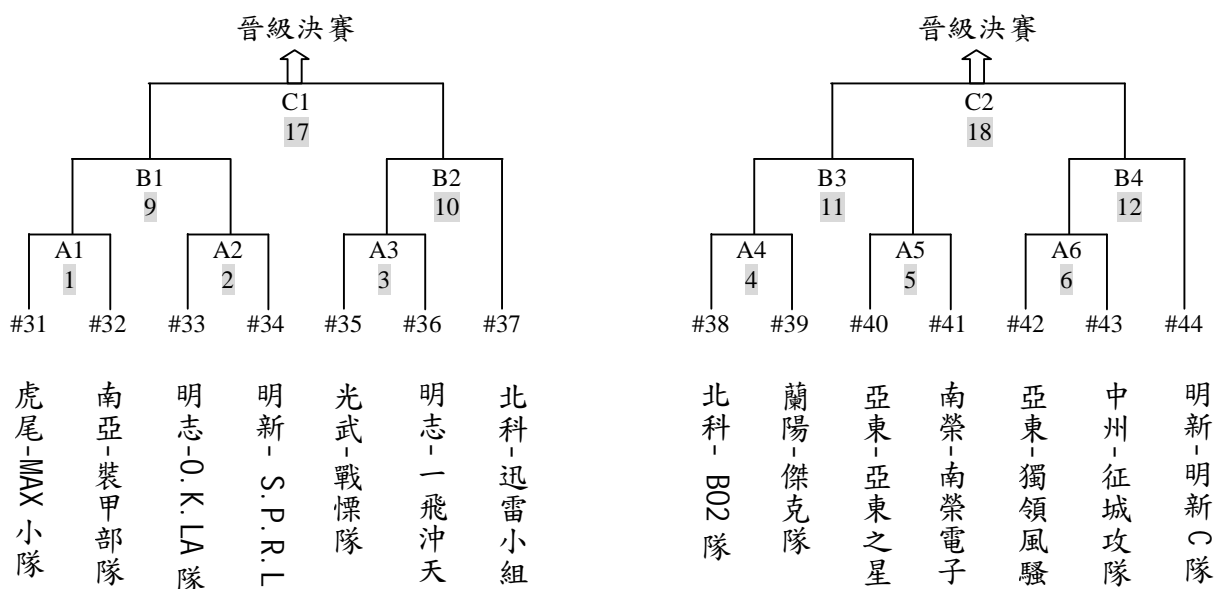 晉級決賽 晉級決賽
C1 C2
17 18
B1 B2 B3 B4
9 10 11 12
A1 A2 A3 A4 A5 A6
1 2 3 4 5 6
#31 #32 #33 #34 #35 #36 #37 #38 #39 #40 #41 #42 #43 #44
虎尾-MAX 小隊
南亞-裝甲部隊
明志-O.K.LA 隊
明新- S.P.R.L
光武-戰慄隊
明志-一飛沖天
北科-迅雷小組
北科- B02 隊
蘭陽-傑克隊
亞東-亞東之星
南榮-南榮電子
亞東-獨領風騷
中州-征城攻隊
明新-明新 C 隊